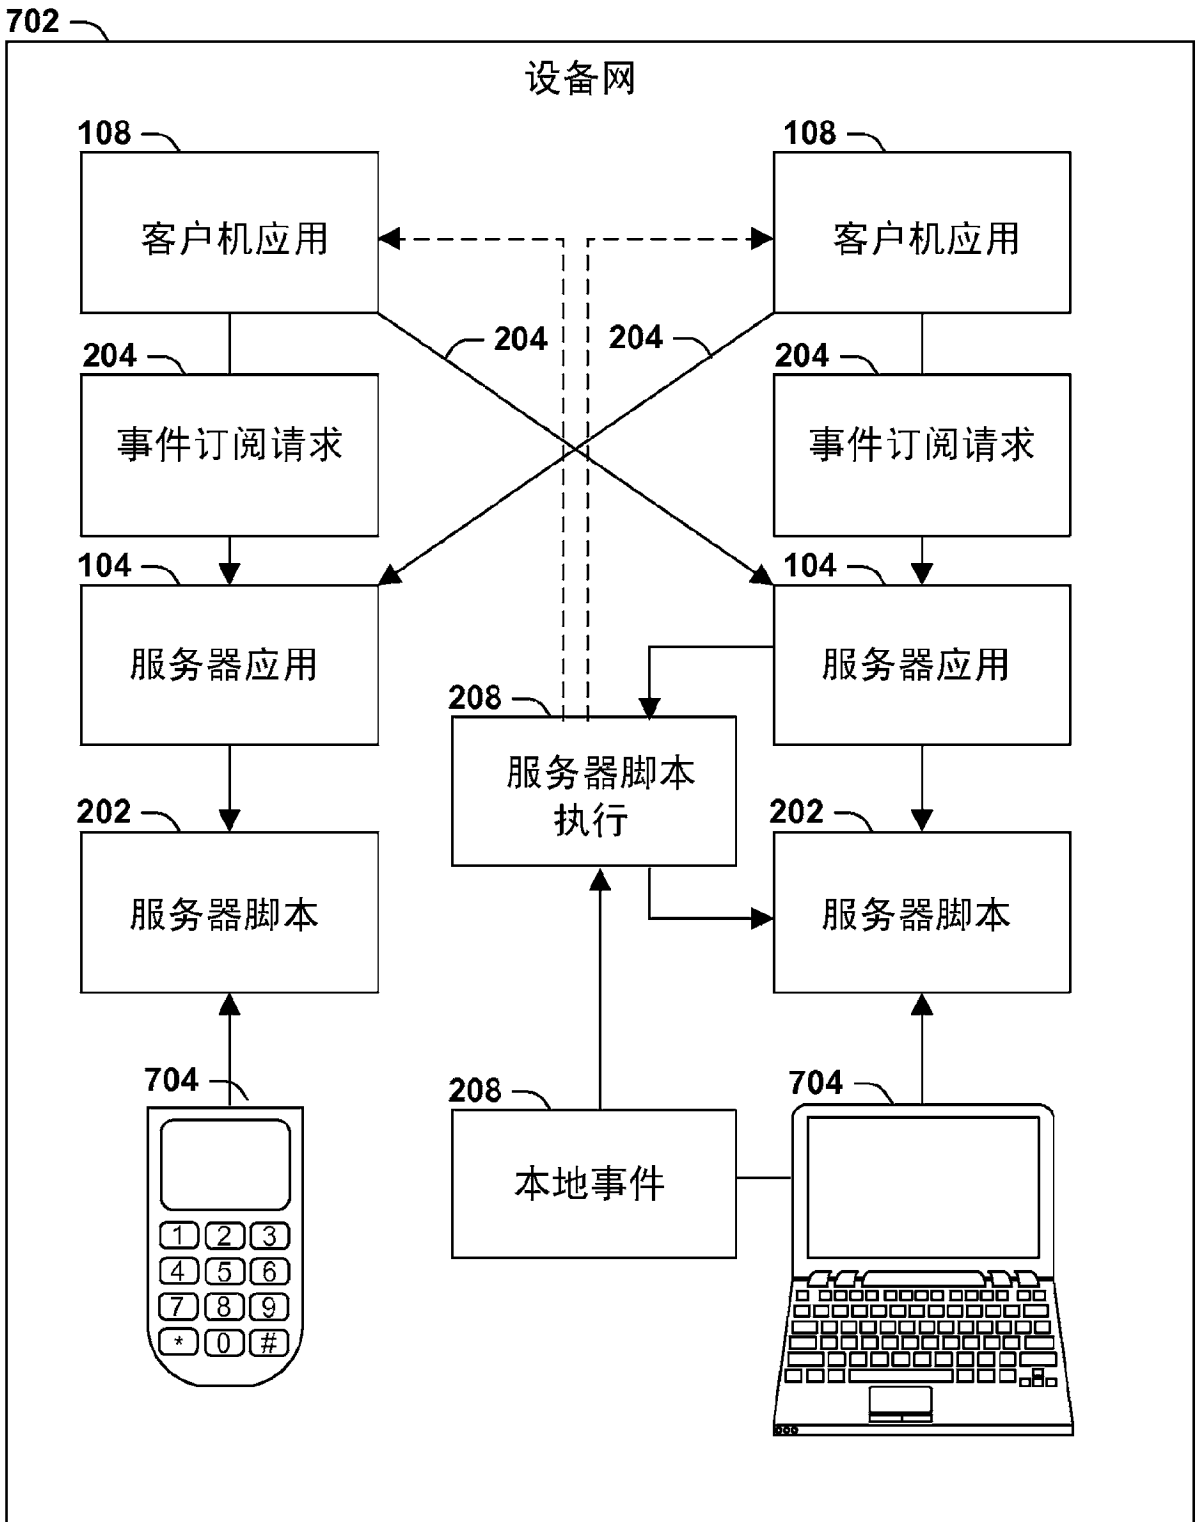 702
设备网
108
108
客户机应用
客户机应用
204
204
204
204
事件订阅请求
事件订阅请求
104
104
服务器应用
服务器应用
208
服务器脚本
执行
202
202
服务器脚本
服务器脚本
704
208
704
本地事件
1 2 3
4 5 6
7 8 9
* 0 #